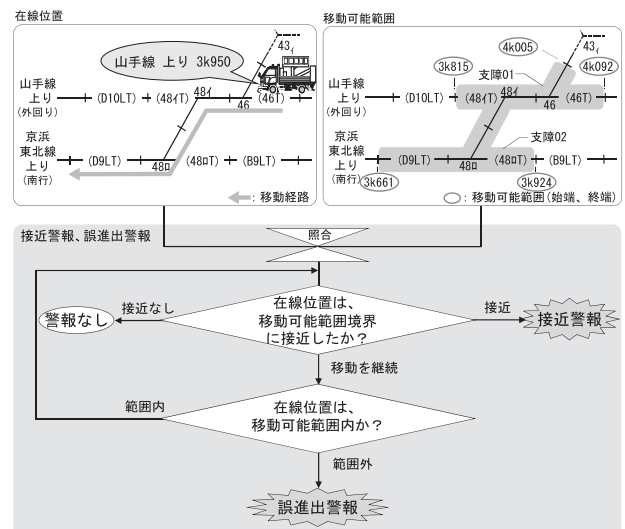 在線位置
山手線 上り 3k950
43ｨ
山手線
上り
(外回り)
(D10LT)
(48ｲT)
48ｲ
46
(46T)
京浜
東北線
上り
(南行)
(D9LT)
48ﾛ
(48ﾛT)
(B9LT)
: 移動経路
移動可能範囲
4k005
43ｨ
3k815
支障01
4k092
山手線
上り
(外回り)
(D10LT)
(48ｲT)
48ｲ
46
(46T)
京浜
東北線
上り
(南行)
支障02
(D9LT)
48ﾛ
(48ﾛT)
(B9LT)
3k661
3k924
: 移動可能範囲(始端、終端)
接近警報、誤進出警報
照合
在線位置は、
移動可能範囲境界
に接近したか？
接近なし
警報なし
接近
接近警報
移動を継続
在線位置は、
移動可能範囲内か？
範囲内
範囲外
誤進出警報